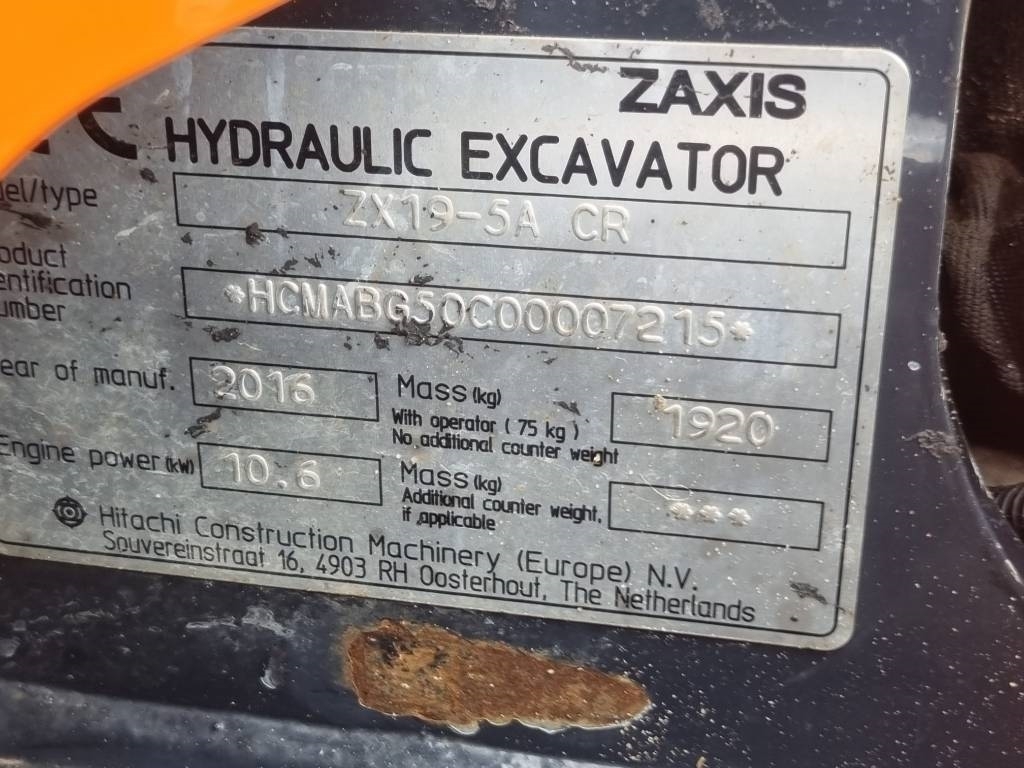 ZAXIS
HYDRAULIC EXCAVATOR
del/type
ZX19-5A CR
oduct
entification
umber
*HCMABG50C00007215*
ear of manuf.
2016
Mass (kg)
With operator ( 75 kg )
No additional counter weight
1920
Engine power (kW)
10.6
Mass (kg)
Additional counter weight,
if applicable
***
Hitachi Construction Machinery (Europe) N.V.
Souvereinstraat 16, 4903 RH Oosterhout, The Netherlands